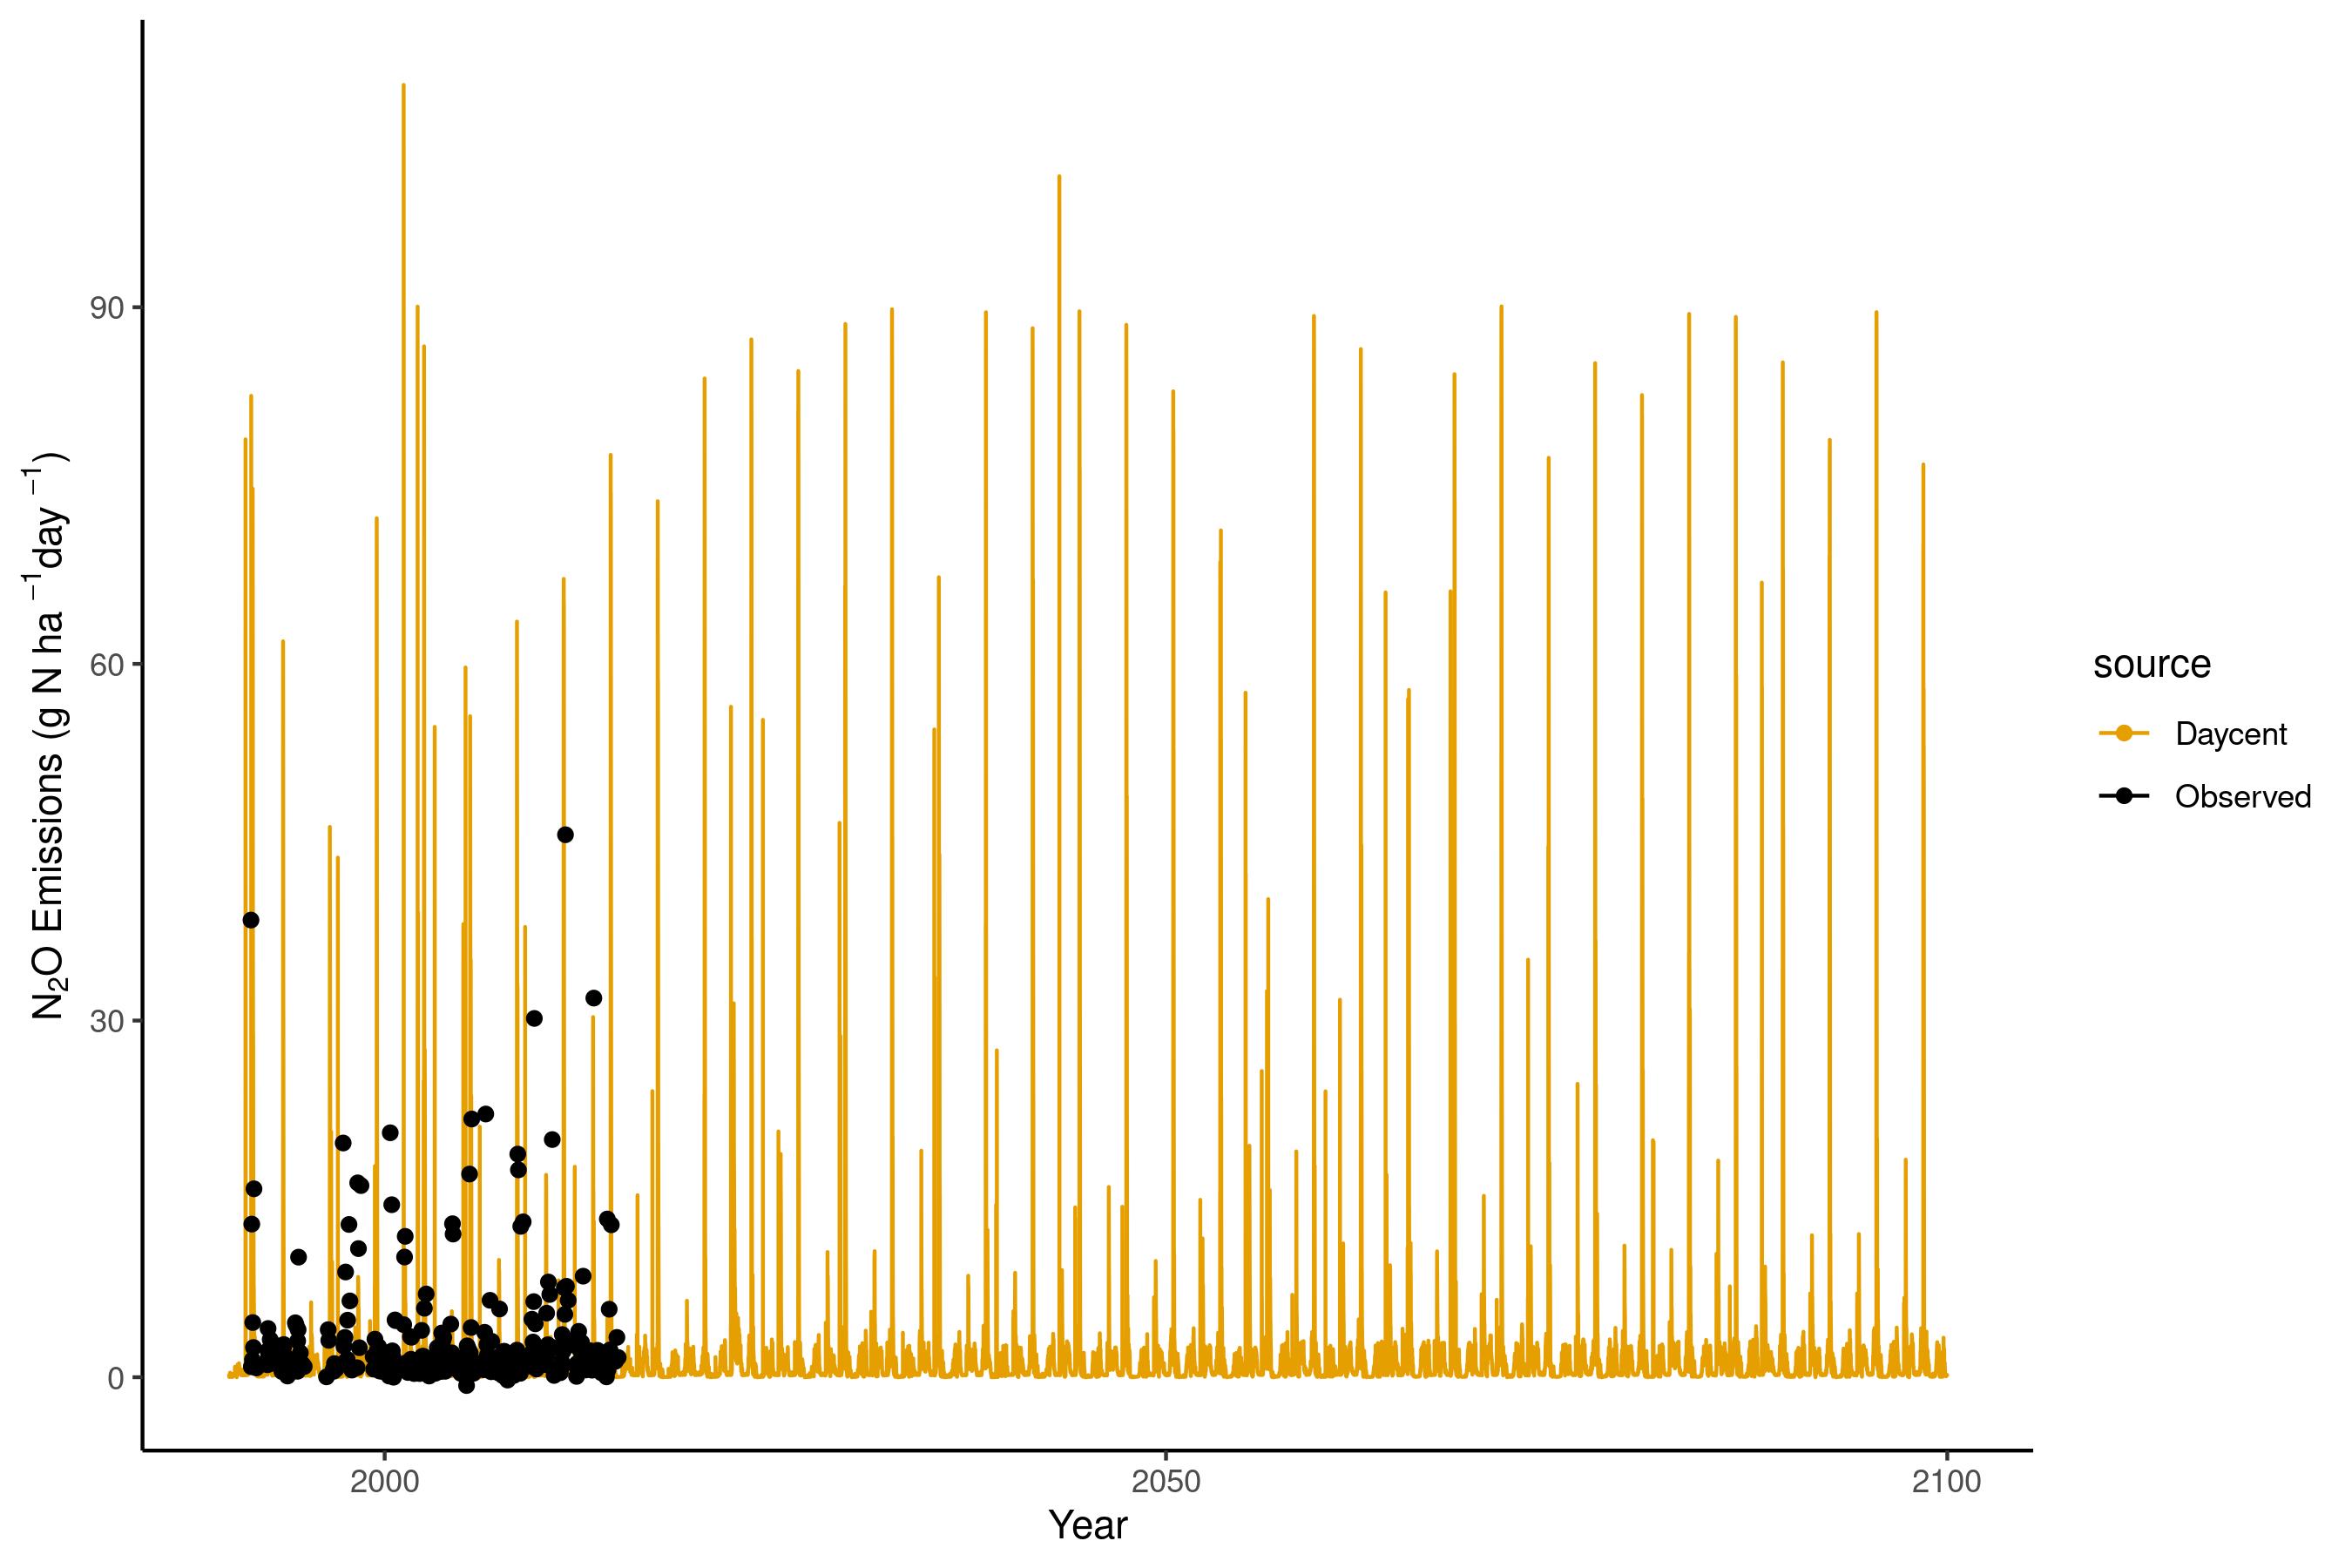 N₂O Emissions (g N ha ⁻¹day ⁻¹)
90
60
30
0
2000
2050
2100
Year
source
Daycent
Observed